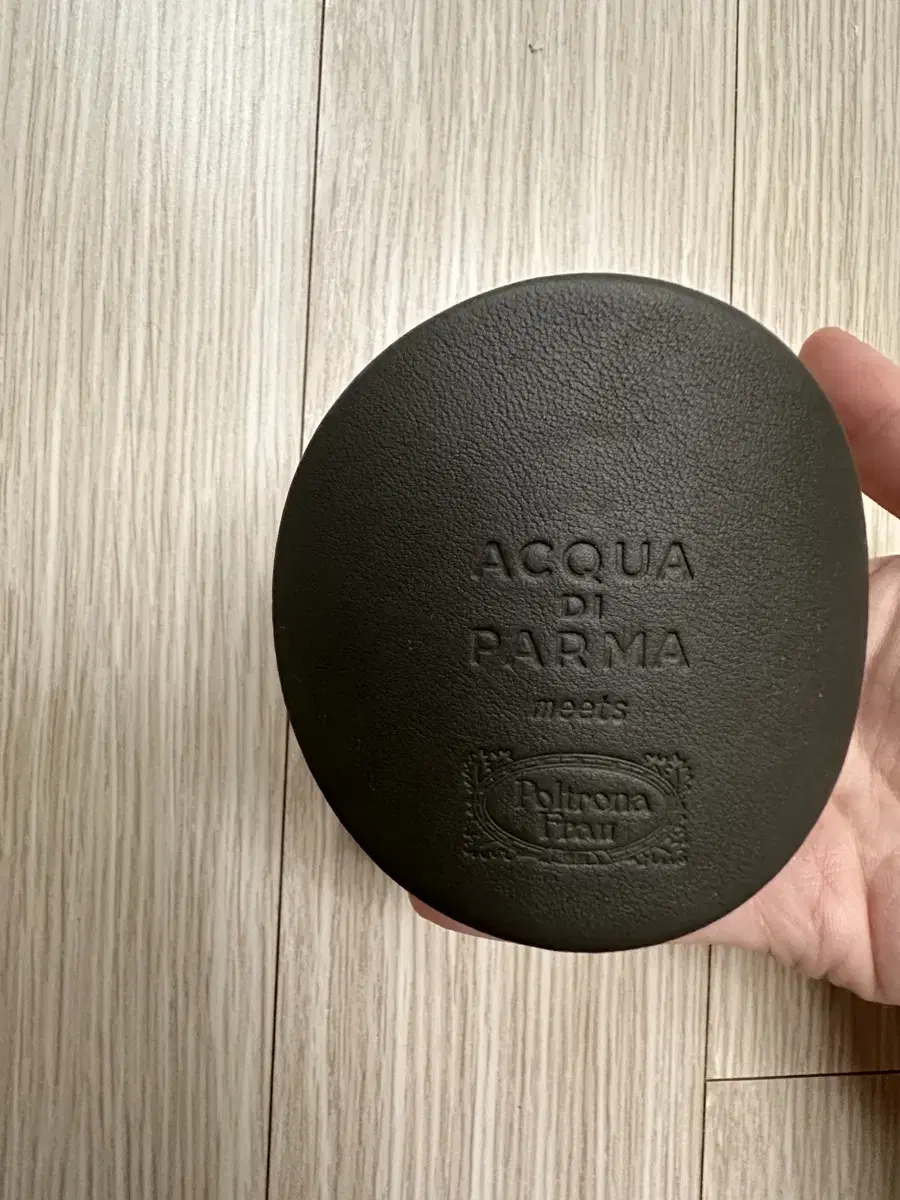 ACQUA
DI
PARMA
meets
Poltrona
Frau